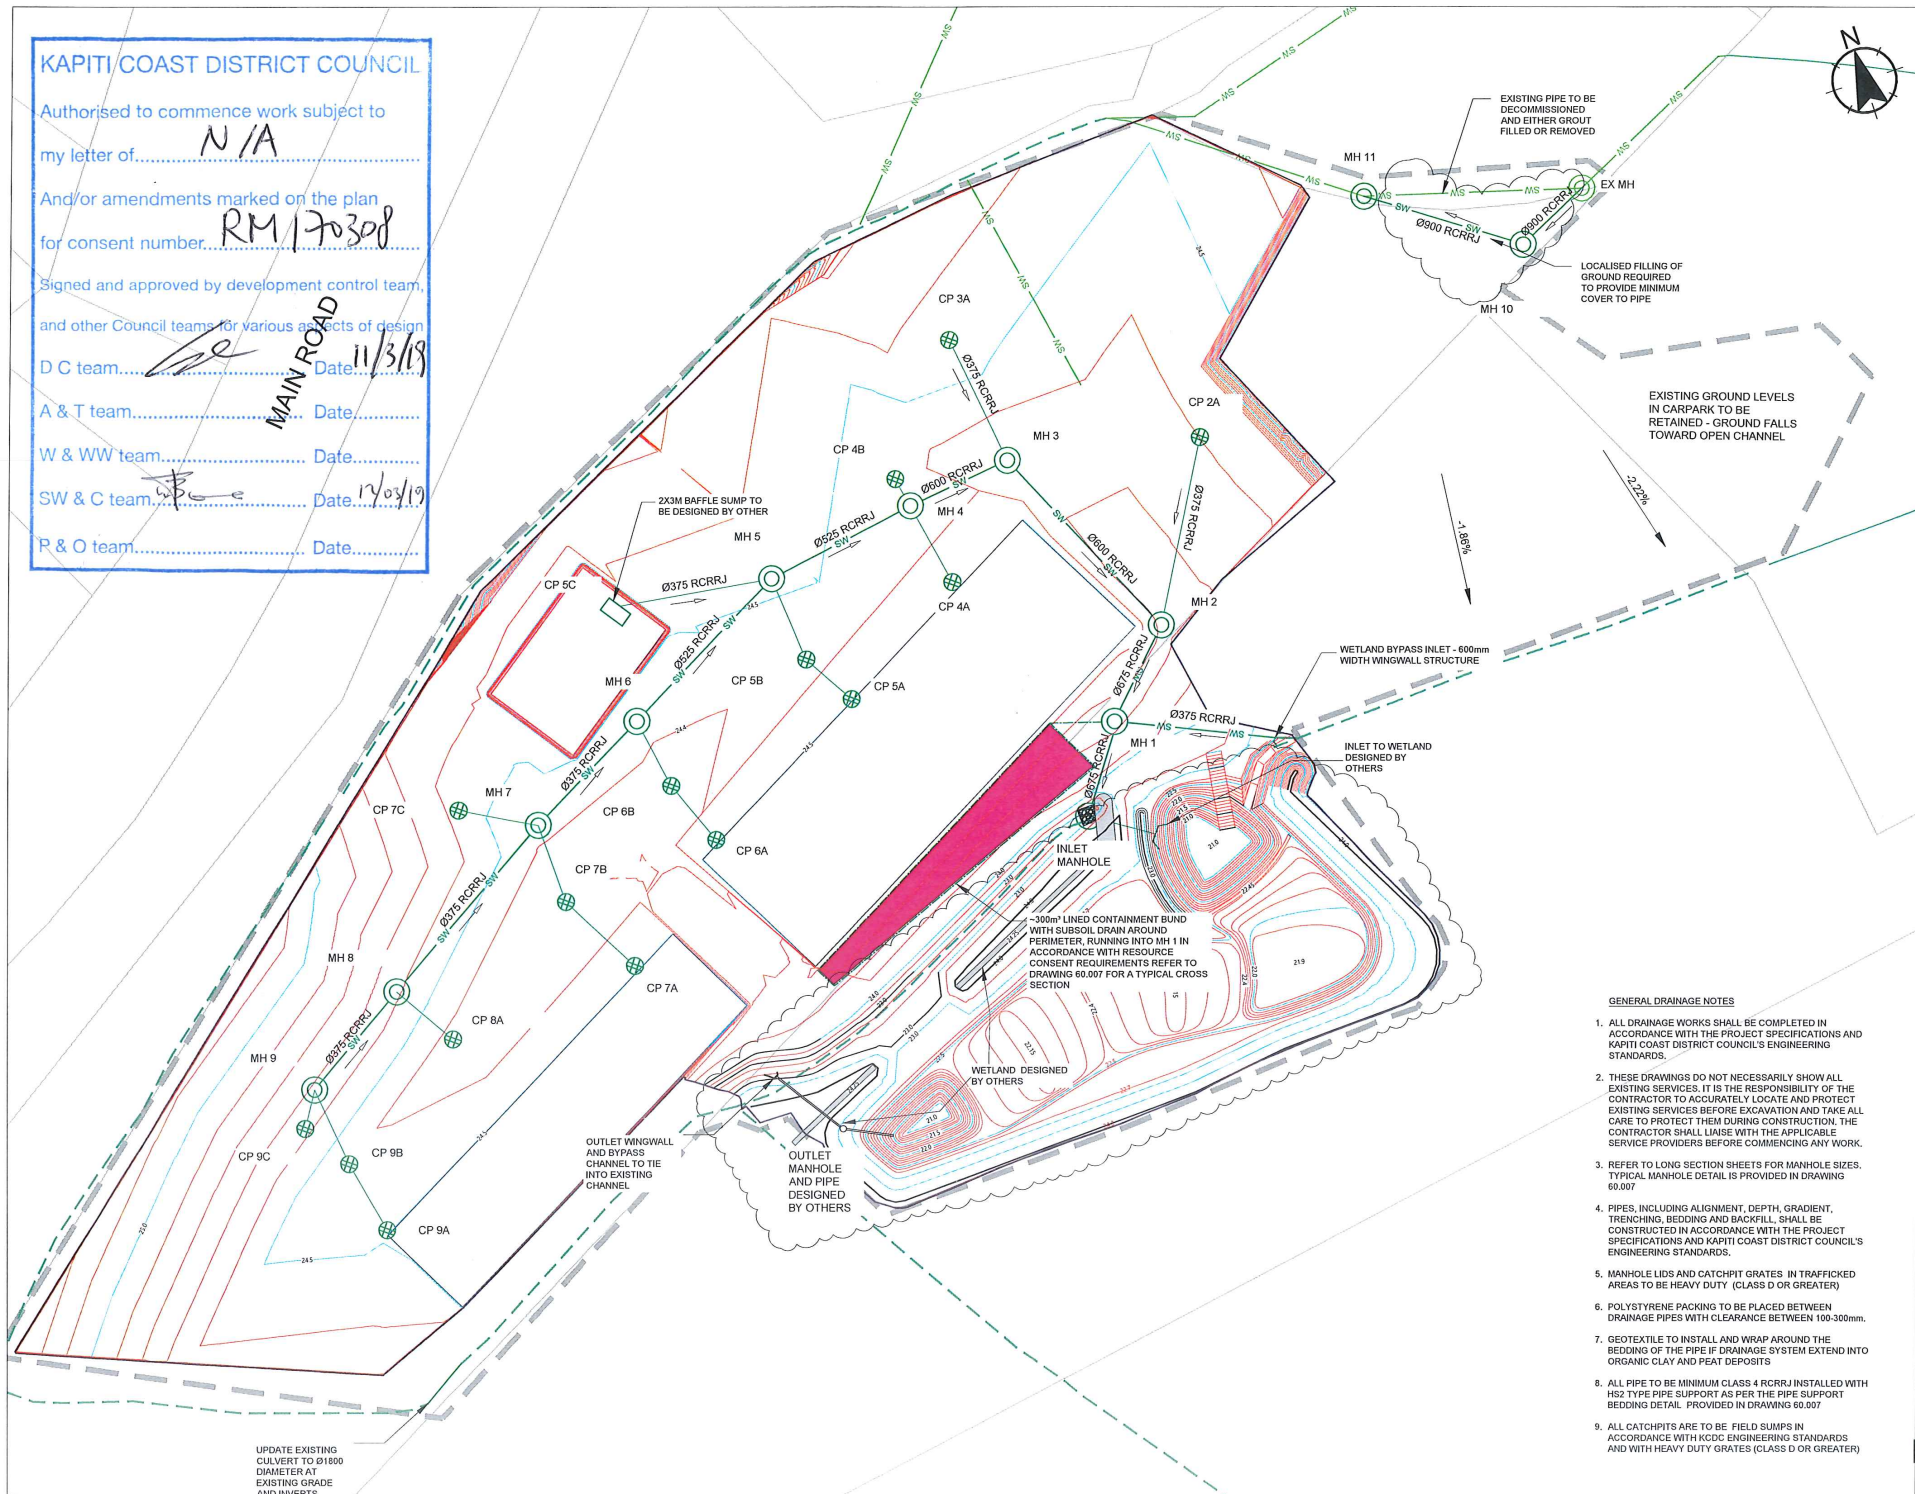 KAPITI COAST DISTRICT COUNCIL
Authorised to commence work subject to
my letter of N/A
And/or amendments marked on the plan
for consent number RM170308
Signed and approved by development control team,
and other Council teams for various aspects of design
D C team Date 11/3/19
A & T team Date
W & WW team Date
SW & C team Date 12/03/19
P & O team Date
MAIN ROAD
N
EXISTING PIPE TO BE
DECOMMISSIONED
AND EITHER GROUT
FILLED OR REMOVED
MH 11
EX MH
Ø900 RCRRJ
Ø900 RCRRJ
LOCALISED FILLING OF
GROUND REQUIRED
TO PROVIDE MINIMUM
COVER TO PIPE
MH 10
EXISTING GROUND LEVELS
IN CARPARK TO BE
RETAINED - GROUND FALLS
TOWARD OPEN CHANNEL
-2.22%
-1.86%
CP 3A
Ø375 RCRRJ
CP 2A
Ø375 RCRRJ
MH 3
CP 4B
Ø600 RCRRJ
MH 4
2X3M BAFFLE SUMP TO
BE DESIGNED BY OTHER
MH 5
Ø525 RCRRJ
Ø600 RCRRJ
CP 5C
Ø375 RCRRJ
CP 4A
MH 2
Ø525 RCRRJ
WETLAND BYPASS INLET - 600mm
WIDTH WINGWALL STRUCTURE
MH 6
CP 5B
CP 5A
Ø675 RCRRJ
Ø375 RCRRJ
MH 1
Ø675 RCRRJ
INLET TO WETLAND
DESIGNED BY
OTHERS
Ø375 RCRRJ
MH 7
CP 7C
CP 6B
CP 6A
INLET
MANHOLE
CP 7B
Ø375 RCRRJ
~300m³ LINED CONTAINMENT BUND
WITH SUBSOIL DRAIN AROUND
PERIMETER, RUNNING INTO MH 1 IN
ACCORDANCE WITH RESOURCE
CONSENT REQUIREMENTS REFER TO
DRAWING 60.007 FOR A TYPICAL CROSS
SECTION
MH 8
CP 7A
CP 8A
Ø375 RCRRJ
MH 9
WETLAND DESIGNED
BY OTHERS
OUTLET WINGWALL
AND BYPASS
CHANNEL TO TIE
INTO EXISTING
CHANNEL
OUTLET
MANHOLE
AND PIPE
DESIGNED
BY OTHERS
CP 9C
CP 9B
CP 9A
UPDATE EXISTING
CULVERT TO Ø1800
DIAMETER AT
EXISTING GRADE
AND INVERTS
GENERAL DRAINAGE NOTES
1. ALL DRAINAGE WORKS SHALL BE COMPLETED IN
ACCORDANCE WITH THE PROJECT SPECIFICATIONS AND
KAPITI COAST DISTRICT COUNCIL'S ENGINEERING
STANDARDS.
2. THESE DRAWINGS DO NOT NECESSARILY SHOW ALL
EXISTING SERVICES. IT IS THE RESPONSIBILITY OF THE
CONTRACTOR TO ACCURATELY LOCATE AND PROTECT
EXISTING SERVICES BEFORE EXCAVATION AND TAKE ALL
CARE TO PROTECT THEM DURING CONSTRUCTION. THE
CONTRACTOR SHALL LIAISE WITH THE APPLICABLE
SERVICE PROVIDERS BEFORE COMMENCING ANY WORK.
3. REFER TO LONG SECTION SHEETS FOR MANHOLE SIZES.
TYPICAL MANHOLE DETAIL IS PROVIDED IN DRAWING
60.007
4. PIPES, INCLUDING ALIGNMENT, DEPTH, GRADIENT,
TRENCHING, BEDDING AND BACKFILL, SHALL BE
CONSTRUCTED IN ACCORDANCE WITH THE PROJECT
SPECIFICATIONS AND KAPITI COAST DISTRICT COUNCIL'S
ENGINEERING STANDARDS.
5. MANHOLE LIDS AND CATCHPIT GRATES IN TRAFFICKED
AREAS TO BE HEAVY DUTY (CLASS D OR GREATER)
6. POLYSTYRENE PACKING TO BE PLACED BETWEEN
DRAINAGE PIPES WITH CLEARANCE BETWEEN 100-300mm.
7. GEOTEXTILE TO INSTALL AND WRAP AROUND THE
BEDDING OF THE PIPE IF DRAINAGE SYSTEM EXTEND INTO
ORGANIC CLAY AND PEAT DEPOSITS
8. ALL PIPE TO BE MINIMUM CLASS 4 RCRRJ INSTALLED WITH
HS2 TYPE PIPE SUPPORT AS PER THE PIPE SUPPORT
BEDDING DETAIL PROVIDED IN DRAWING 60.007
9. ALL CATCHPITS ARE TO BE FIELD SUMPS IN
ACCORDANCE WITH KCDC ENGINEERING STANDARDS
AND WITH HEAVY DUTY GRATES (CLASS D OR GREATER)